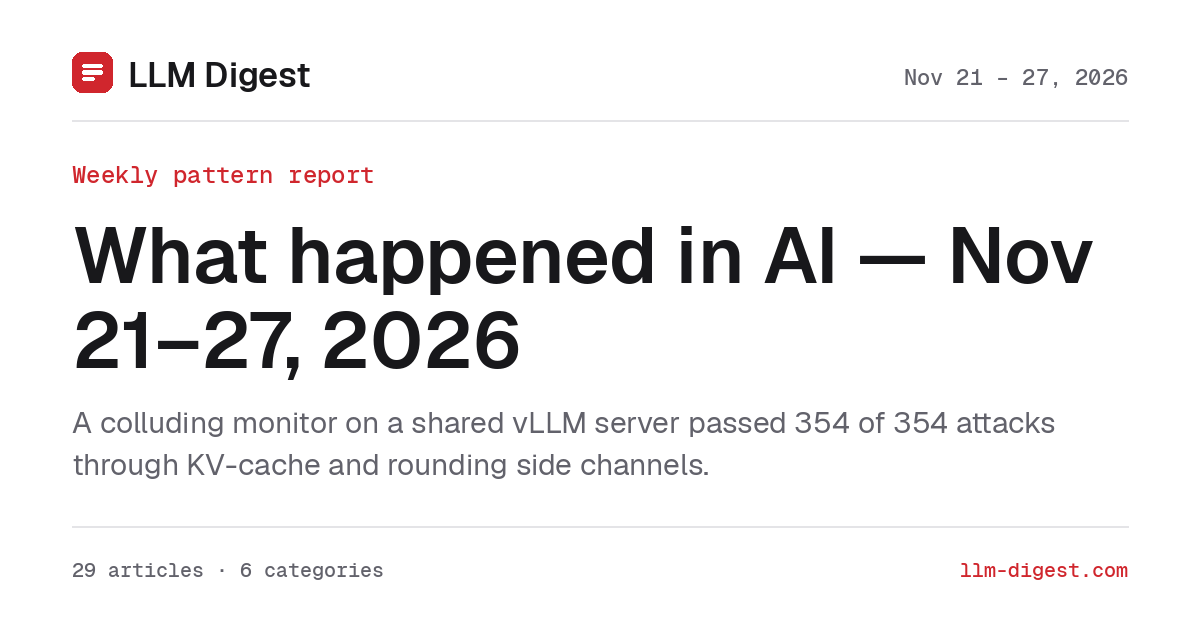 LLM Digest
Nov 21 – 27, 2026
Weekly pattern report
What happened in AI — Nov
21–27, 2026
A colluding monitor on a shared vLLM server passed 354 of 354 attacks
through KV-cache and rounding side channels.
29 articles · 6 categories
llm-digest.com